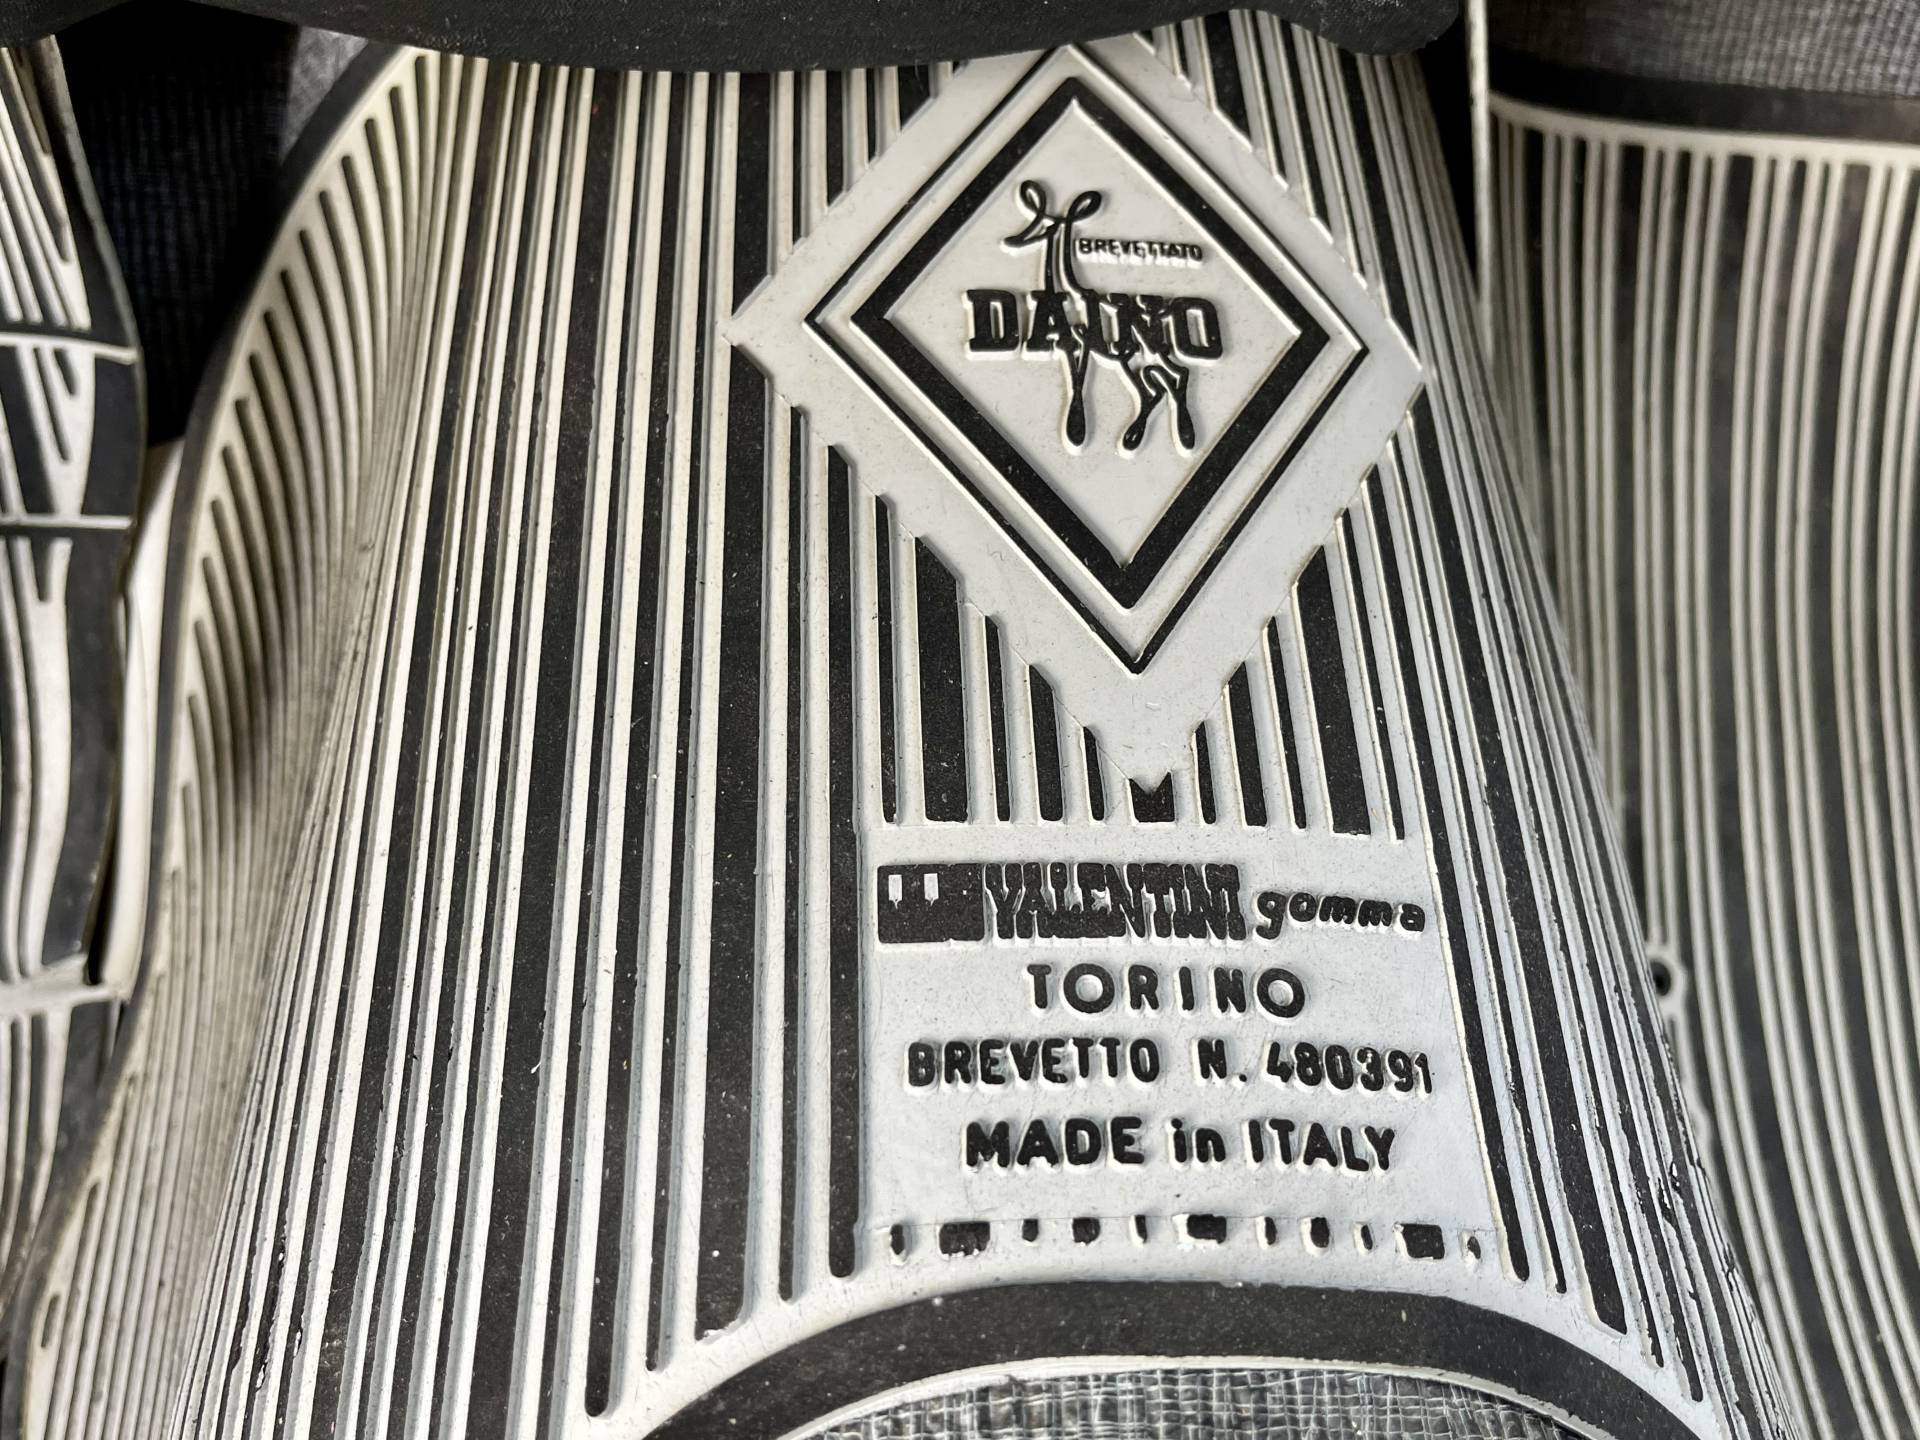 BREVETTATO
DAINO
VALENTINI gomma
TORINO
BREVETTO N. 480391
MADE in ITALY